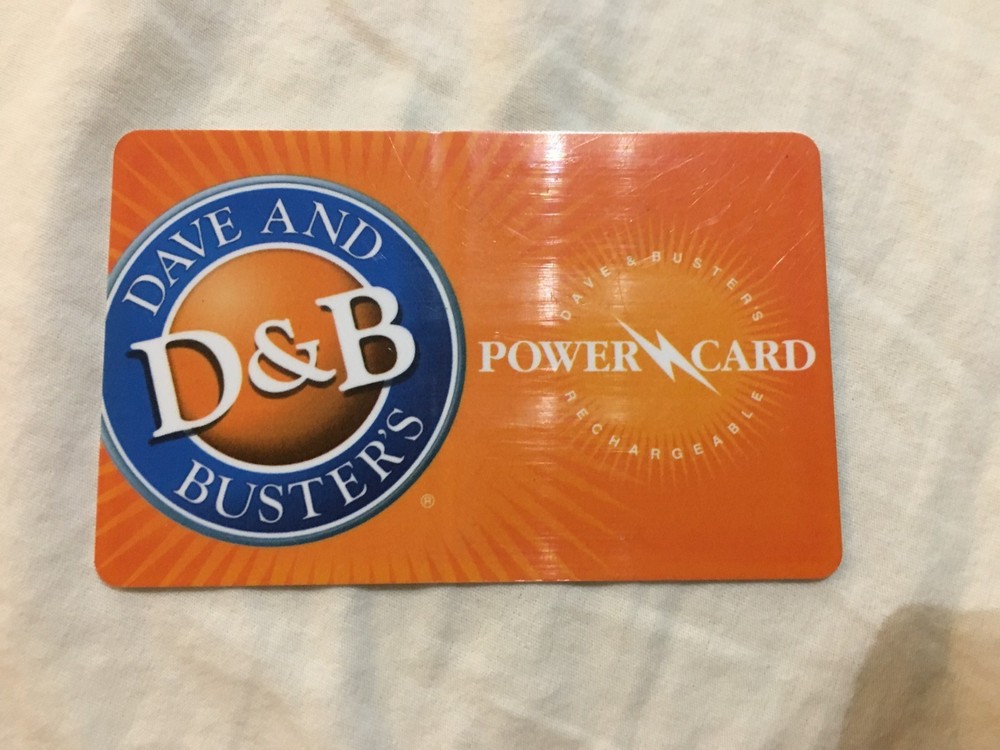 DAVE AND
D&B
BUSTER'S
®
DAVE & BUSTER'S
POWER CARD
RECHARGEABLE